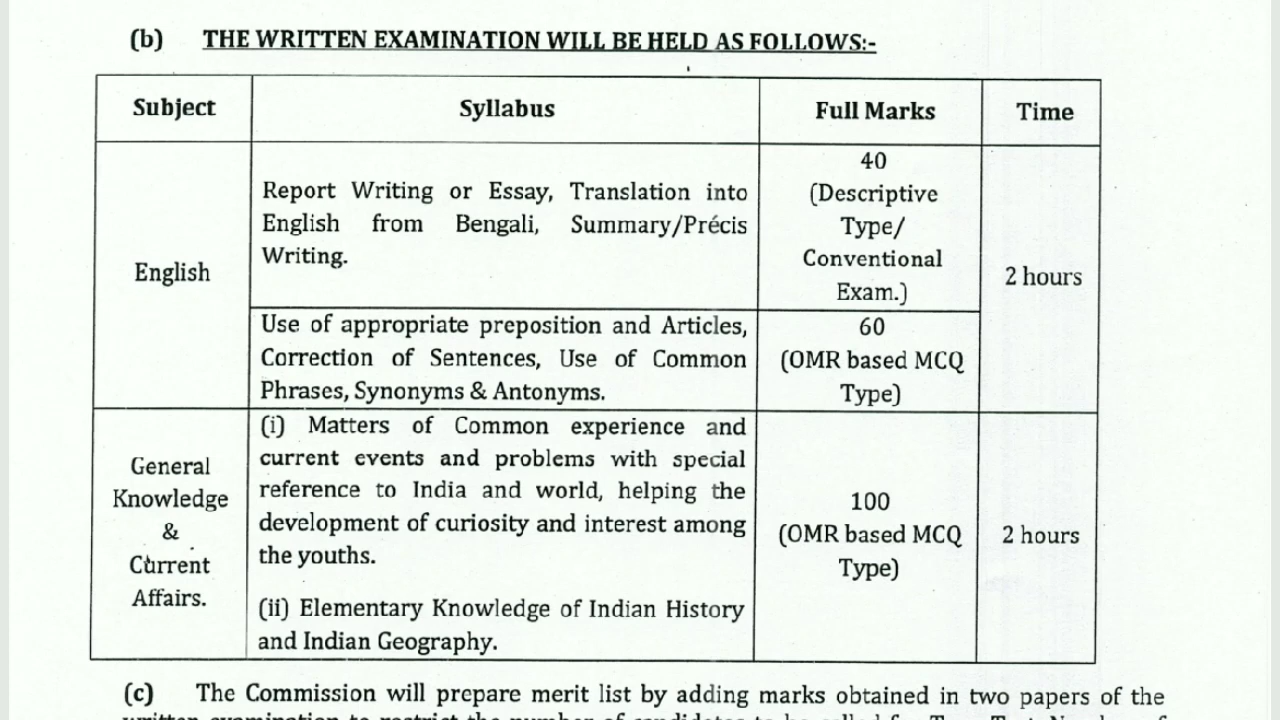 (b) THE WRITTEN EXAMINATION WILL BE HELD AS FOLLOWS:-
Subject Syllabus Full Marks Time
English
Report Writing or Essay, Translation into
English from Bengali, Summary/Précis
Writing.
40
(Descriptive
Type/
Conventional
Exam.)
2 hours
Use of appropriate preposition and Articles,
Correction of Sentences, Use of Common
Phrases, Synonyms & Antonyms.
60
(OMR based MCQ
Type)
General
Knowledge
&
Current
Affairs.
(i) Matters of Common experience and
current events and problems with special
reference to India and world, helping the
development of curiosity and interest among
the youths.
(ii) Elementary Knowledge of Indian History
and Indian Geography.
100
(OMR based MCQ
Type)
2 hours
(c) The Commission will prepare merit list by adding marks obtained in two papers of the